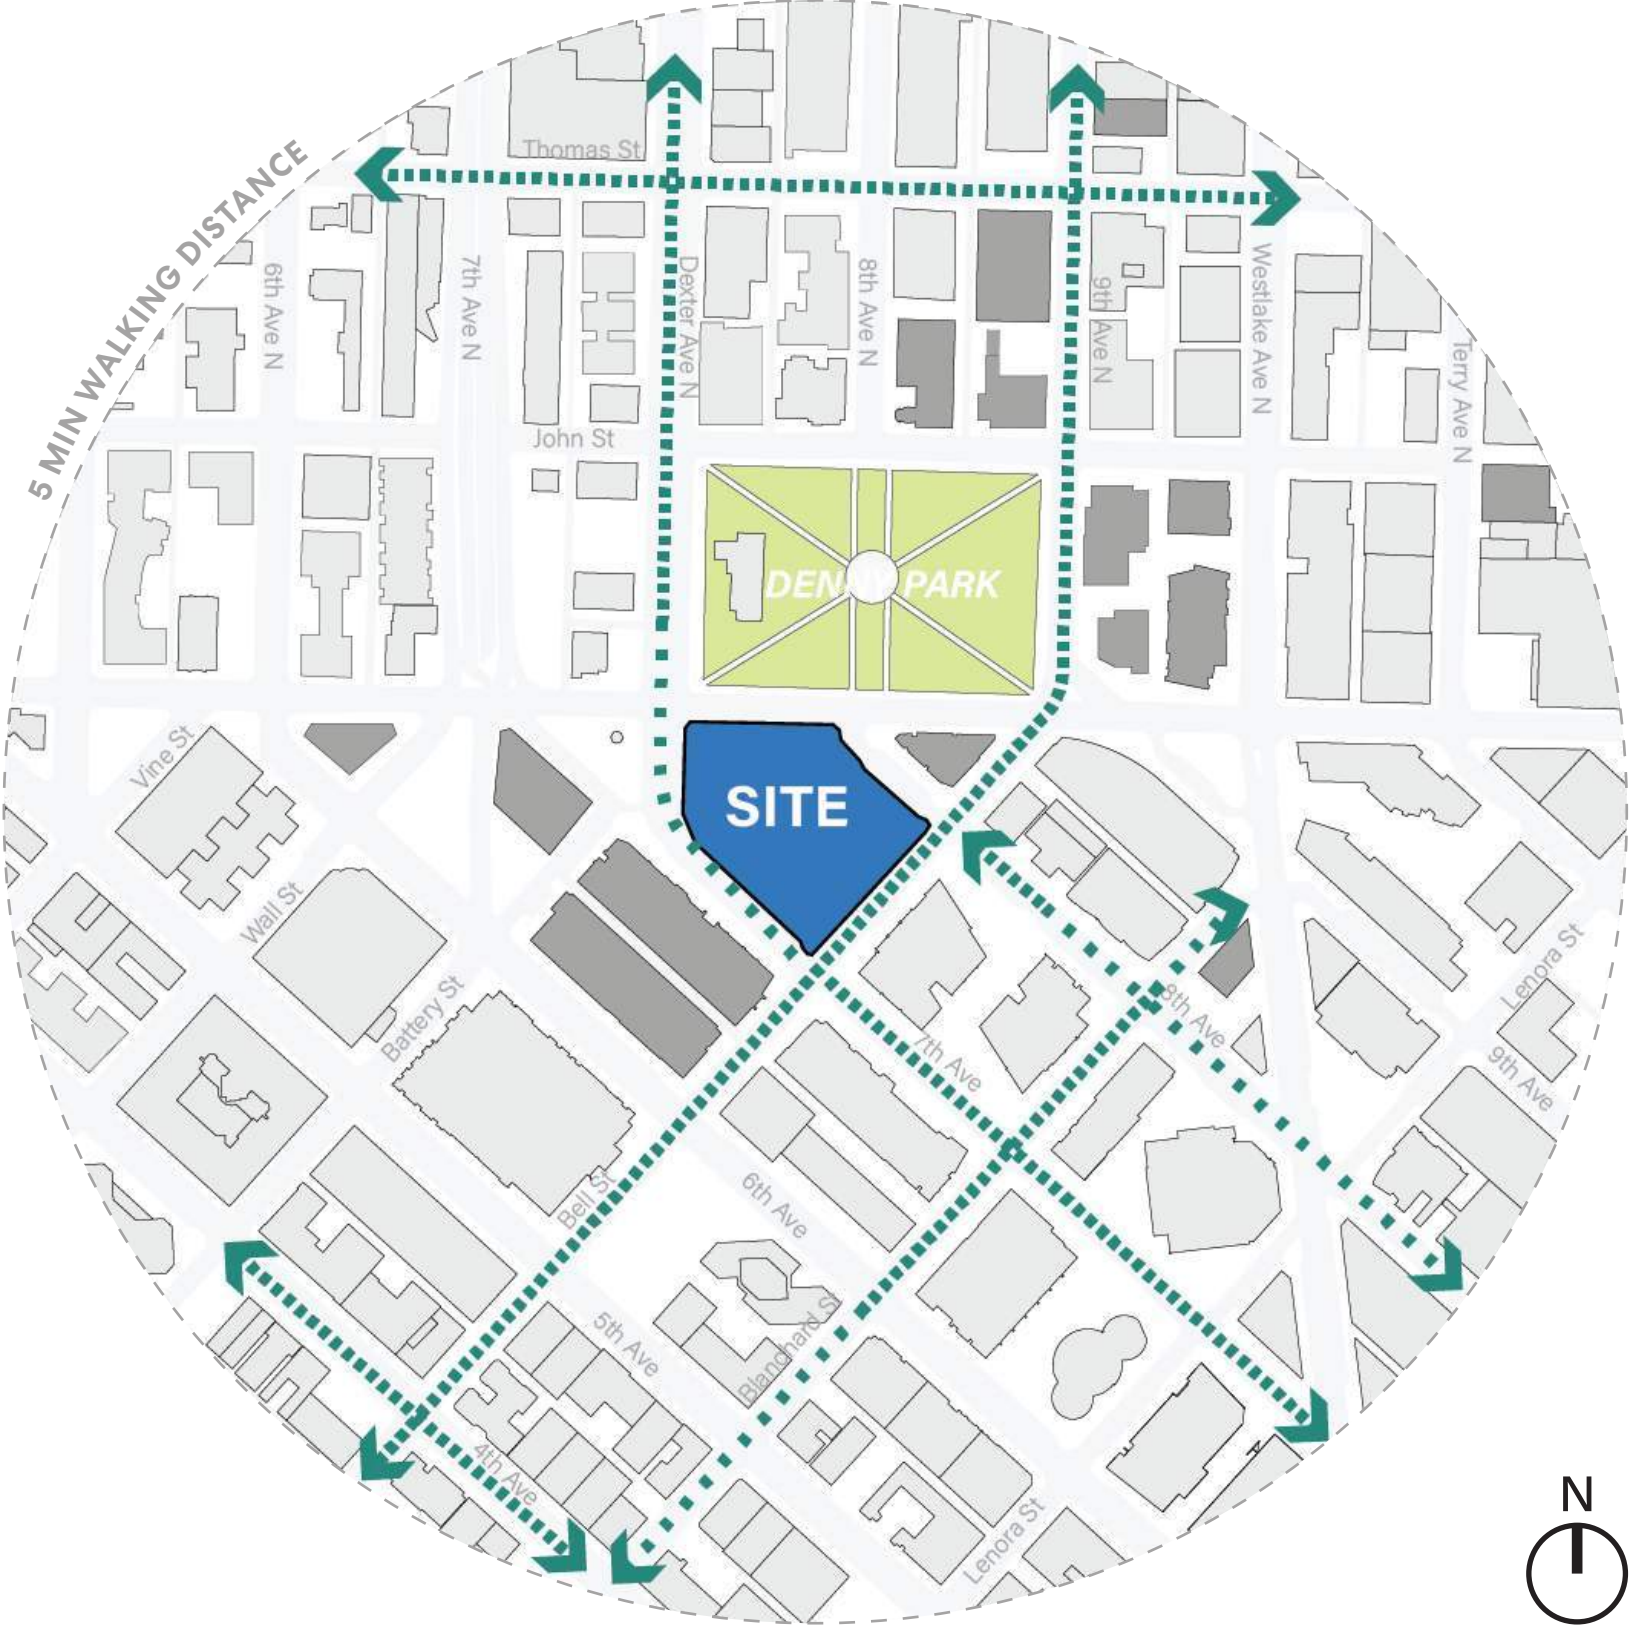 5 MIN WALKING DISTANCE
Thomas St
6th Ave N
7th Ave N
Dexter Ave N
8th Ave N
9th Ave N
Westlake Ave N
Terry Ave N
John St
DENNY PARK
Vine St
SITE
Wall St
Battery St
Lenora St
8th Ave
7th Ave
9th Ave
Bell St
6th Ave
5th Ave
Blanchard St
4th Ave
Lenora St
N